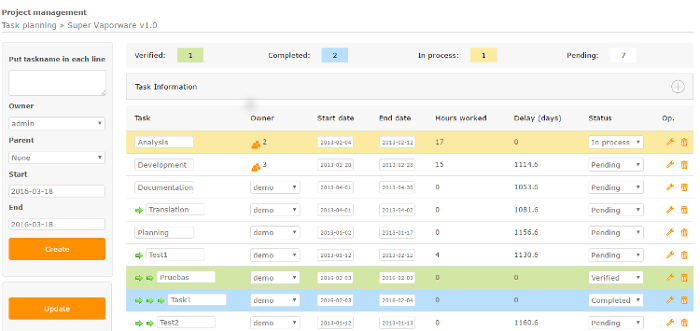 Project management
Task planning » Super Vaporware v1.0
Put taskname in each line
Owner
admin
Parent
None
Start
2016-03-18
End
2016-03-18
Create
Update
Verified: 1 Completed: 2 In process: 1 Pending: 7
Task Information
Task Owner Start date End date Hours worked Delay (days) Status Op.
Analysis 2 2013-02-04 2013-02-12 17 0 In process
Development 3 2013-02-20 2013-02-28 15 1114.6 Pending
Documentation demo 2013-04-01 2013-04-30 0 1053.6 Pending
Translation demo 2013-04-01 2013-04-02 0 1081.6 Pending
Planning demo 2013-01-02 2013-01-17 0 1156.6 Pending
Test1 demo 2013-01-12 2013-02-12 4 1130.6 Pending
Pruebas demo 2016-02-03 2016-02-03 0 0 Verified
Task1 demo 2016-02-03 2016-02-04 0 0 Completed
Test2 demo 2013-01-12 2013-01-13 0 1160.6 Pending